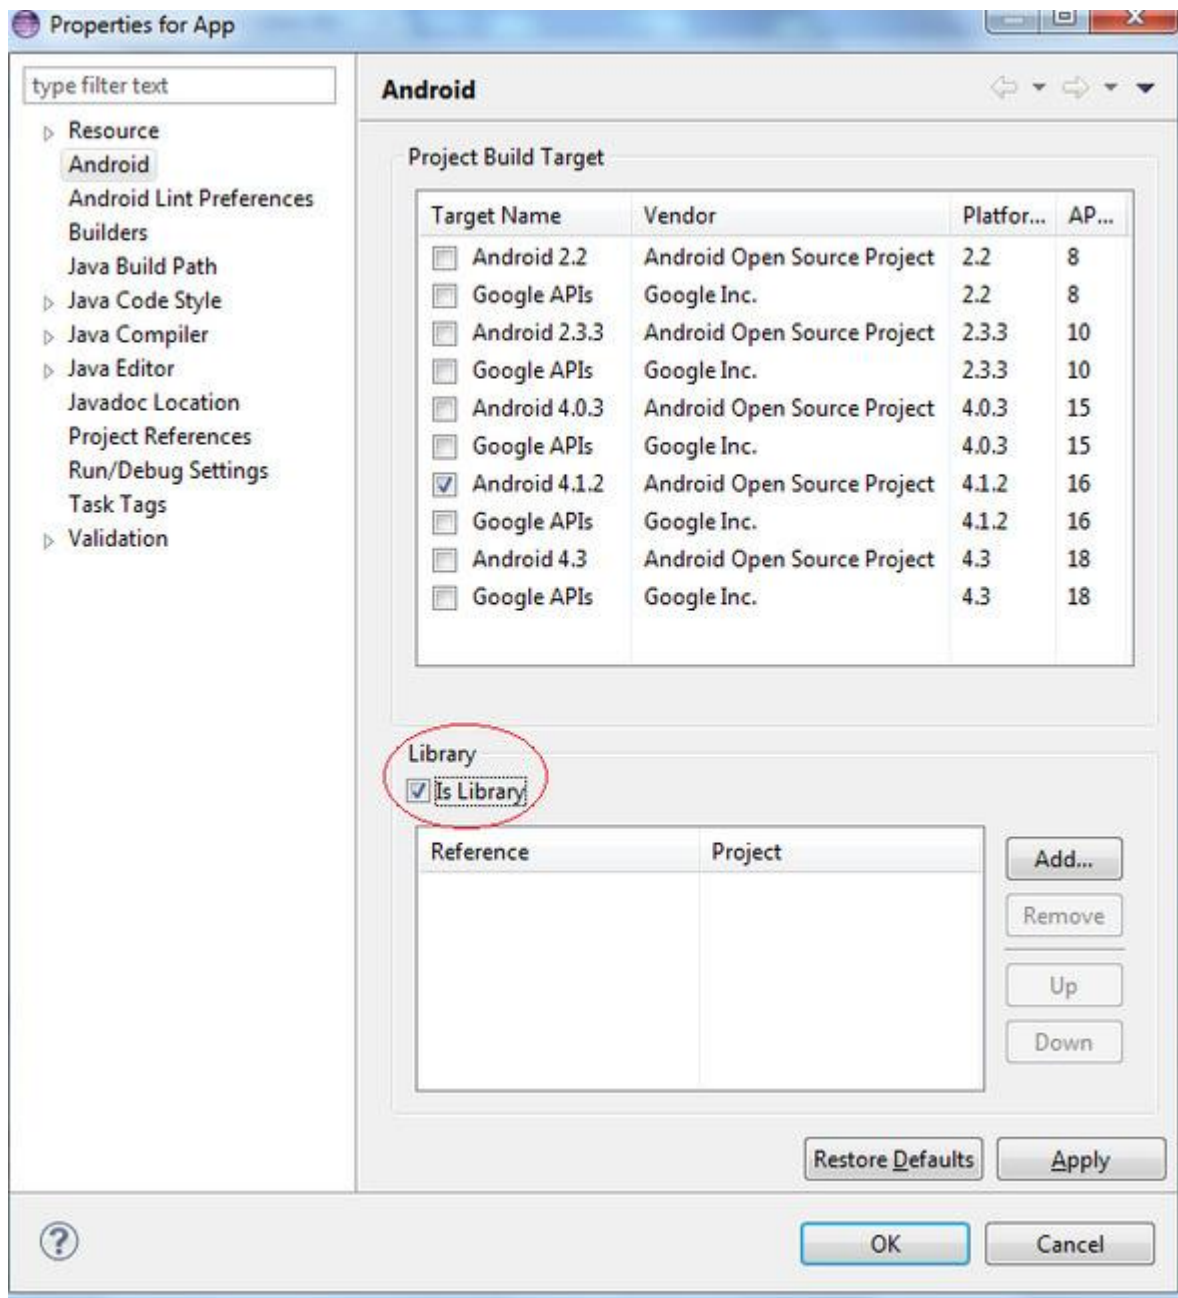 Properties for App
type filter text
Android
Resource
Android
Android Lint Preferences
Builders
Java Build Path
Java Code Style
Java Compiler
Java Editor
Javadoc Location
Project References
Run/Debug Settings
Task Tags
Validation
Project Build Target
Target Name Vendor Platfor... AP...
Android 2.2 Android Open Source Project 2.2 8
Google APIs Google Inc. 2.2 8
Android 2.3.3 Android Open Source Project 2.3.3 10
Google APIs Google Inc. 2.3.3 10
Android 4.0.3 Android Open Source Project 4.0.3 15
Google APIs Google Inc. 4.0.3 15
Android 4.1.2 Android Open Source Project 4.1.2 16
Google APIs Google Inc. 4.1.2 16
Android 4.3 Android Open Source Project 4.3 18
Google APIs Google Inc. 4.3 18
Library
Is Library
Reference Project
Add...
Remove
Up
Down
Restore Defaults Apply
? OK Cancel